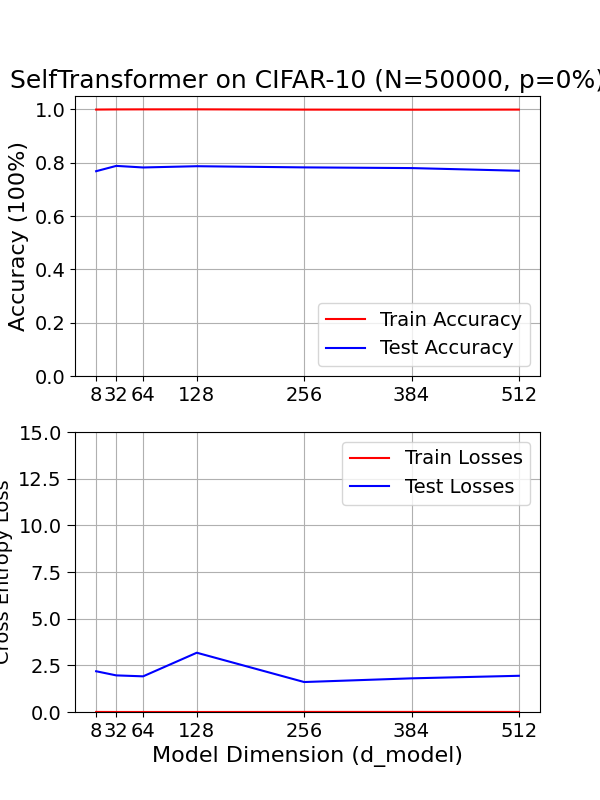 SelfTransformer on CIFAR-10 (N=50000, p=0%)
Accuracy (100%)
1.0
0.8
0.6
0.4
0.2
0.0
Train Accuracy
Test Accuracy
8 32 64 128 256 384 512
Cross Entropy Loss
15.0
12.5
10.0
7.5
5.0
2.5
0.0
Train Losses
Test Losses
8 32 64 128 256 384 512
Model Dimension (d_model)